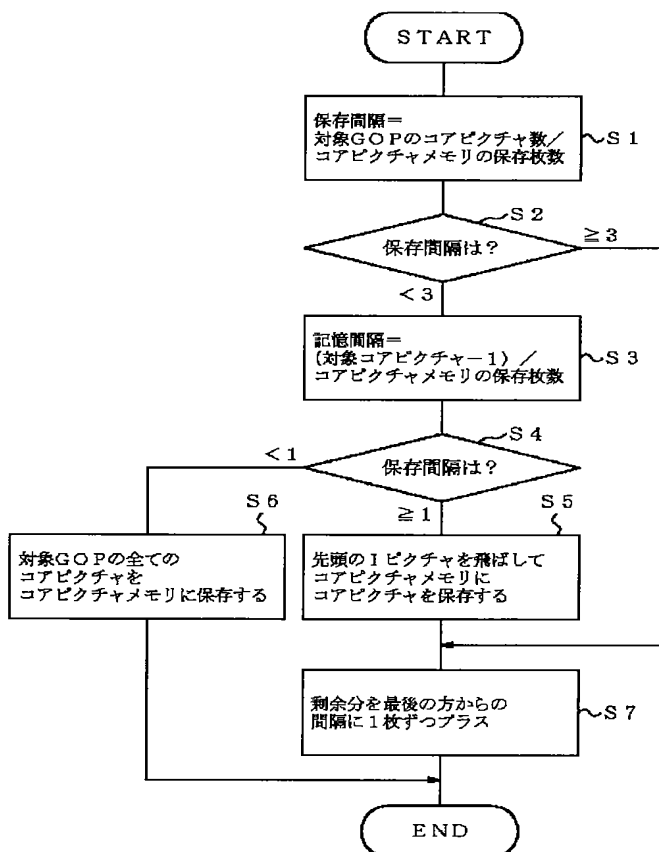 START
保存間隔=
対象GOPのコアピクチャ数／
コアピクチャメモリの保存枚数
S1
S2
保存間隔は？
≧3
<3
記憶間隔=
(対象コアピクチャ－1)／
コアピクチャメモリの保存枚数
S3
S4
保存間隔は？
<1
≧1
S6
対象GOPの全ての
コアピクチャを
コアピクチャメモリに保存する
S5
先頭のIピクチャを飛ばして
コアピクチャメモリに
コアピクチャを保存する
剰余分を最後の方からの
間隔に1枚ずつプラス
S7
END